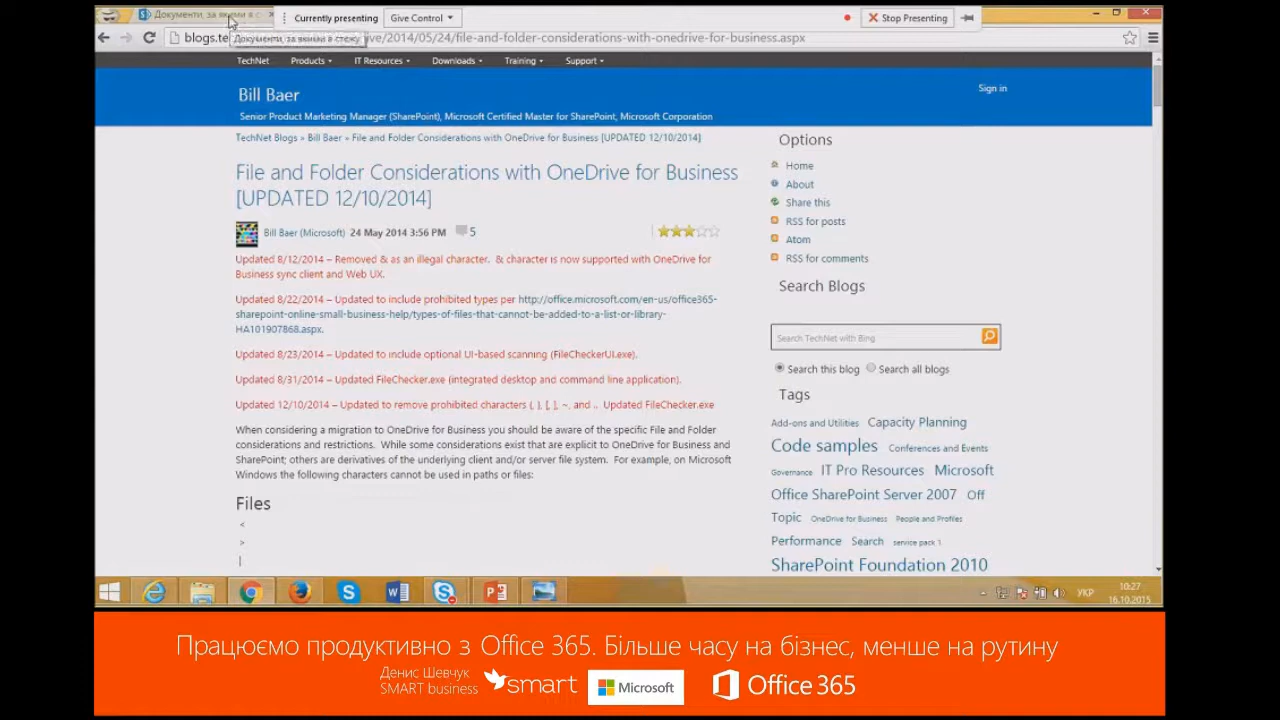 Документи, за якими в с
Currently presenting
Give Control
Stop Presenting
blogs.te
Документи, за якими я стежу
ve/2014/05/24/file-and-folder-considerations-with-onedrive-for-business.aspx
TechNet Products IT Resources Downloads Training Support
Bill Baer
Sign in
Senior Product Marketing Manager (SharePoint), Microsoft Certified Master for SharePoint, Microsoft Corporation
TechNet Blogs » Bill Baer » File and Folder Considerations with OneDrive for Business [UPDATED 12/10/2014]
File and Folder Considerations with OneDrive for Business
[UPDATED 12/10/2014]
Bill Baer (Microsoft) 24 May 2014 3:56 PM 5
Updated 8/12/2014 – Removed & as an illegal character. & character is now supported with OneDrive for
Business sync client and Web UX.
Updated 8/22/2014 – Updated to include prohibited types per http://office.microsoft.com/en-us/office365-
sharepoint-online-small-business-help/types-of-files-that-cannot-be-added-to-a-list-or-library-
HA101907868.aspx.
Updated 8/23/2014 – Updated to include optional UI-based scanning (FileCheckerUI.exe).
Updated 8/31/2014 – Updated FileChecker.exe (integrated desktop and command line application).
Updated 12/10/2014 – Updated to remove prohibited characters {, }, [, ], ~, and .. Updated FileChecker.exe
When considering a migration to OneDrive for Business you should be aware of the specific File and Folder
considerations and restrictions. While some considerations exist that are explicit to OneDrive for Business and
SharePoint; others are derivatives of the underlying client and/or server file system. For example, on Microsoft
Windows the following characters cannot be used in paths or files:
Files
<
>
|
Options
Home
About
Share this
RSS for posts
Atom
RSS for comments
Search Blogs
Search TechNet with Bing
Search this blog Search all blogs
Tags
Add-ons and Utilities Capacity Planning
Code samples Conferences and Events
Governance IT Pro Resources Microsoft
Office SharePoint Server 2007 Off
Topic OneDrive for Business People and Profiles
Performance Search service pack 1
SharePoint Foundation 2010
УКР
10:27
16.10.2015
Працюємо продуктивно з Office 365. Більше часу на бізнес, менше на рутину
Денис Шевчук
SMART business
smart
Microsoft
Office 365